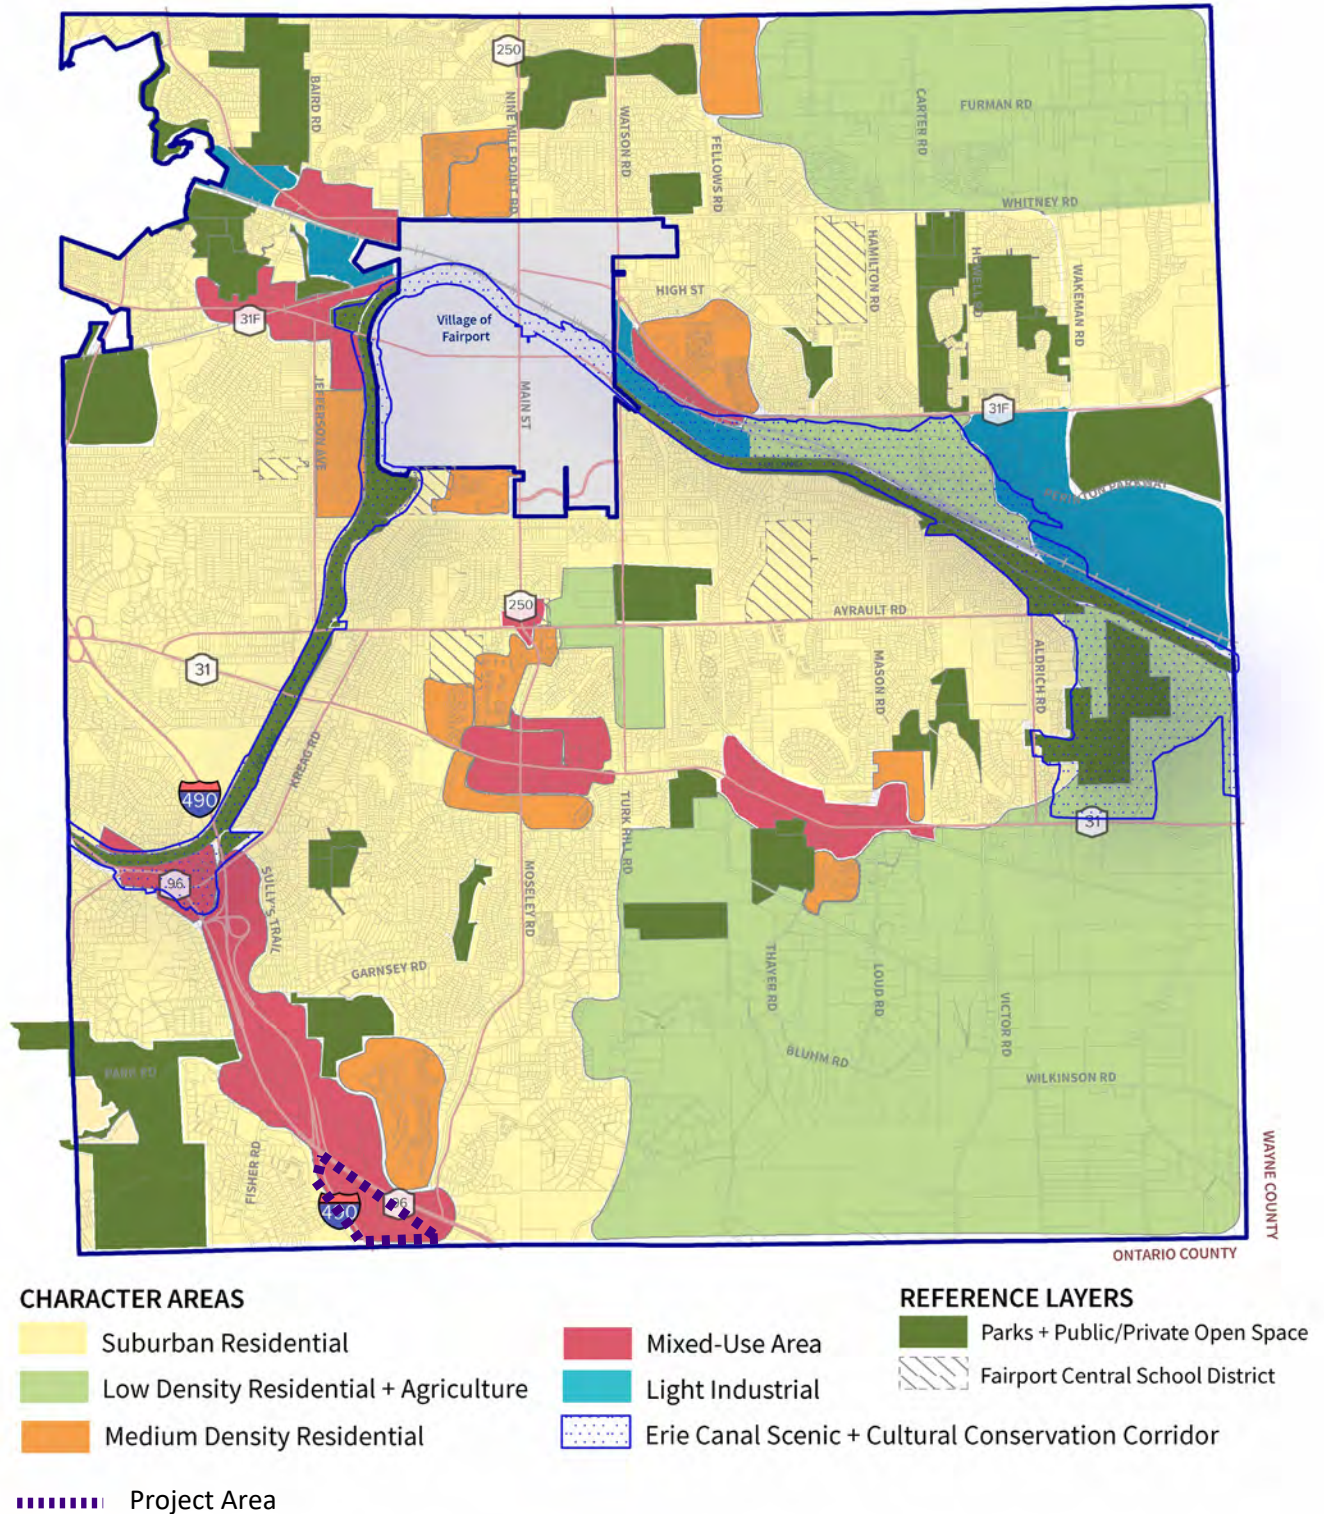 250
BAIRD RD
NINE MILE POINT RD
WATSON RD
FELLOWS RD
CARTER RD
FURMAN RD
WHITNEY RD
HAMILTON RD
HOWELL RD
WAKEMAN RD
HIGH ST
31F
Village of
Fairport
JEFFERSON AVE
MAIN ST
31F
PERINTON PARKWAY
250
AYRAULT RD
31
MASON RD
ALDRICH RD
KREAG RD
490
TURK HILL RD
31
96
SULLY'S TRAIL
MOSELEY RD
GARNSEY RD
THAYER RD
LOUD RD
VICTOR RD
BLUHM RD
WILKINSON RD
PARK RD
FISHER RD
490
96
WAYNE COUNTY
ONTARIO COUNTY
CHARACTER AREAS
Suburban Residential
Low Density Residential + Agriculture
Medium Density Residential
Mixed-Use Area
Light Industrial
Erie Canal Scenic + Cultural Conservation Corridor
REFERENCE LAYERS
Parks + Public/Private Open Space
Fairport Central School District
Project Area